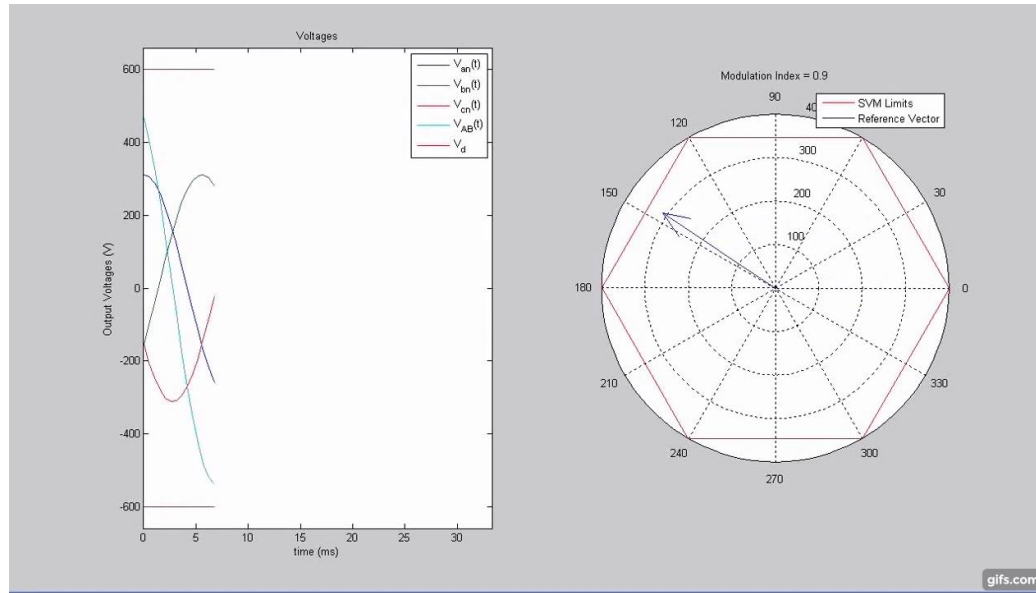 Voltages
600
400
200
0
-200
-400
-600
Output Voltages (V)
0
5
10
15
20
25
30
time (ms)
V_an(t)
V_bn(t)
V_cn(t)
V_AB(t)
V_d
Modulation Index = 0.9
90
40
SVM Limits
Reference Vector
120
300
150
200
30
100
180
0
210
330
240
300
270
gifs.com